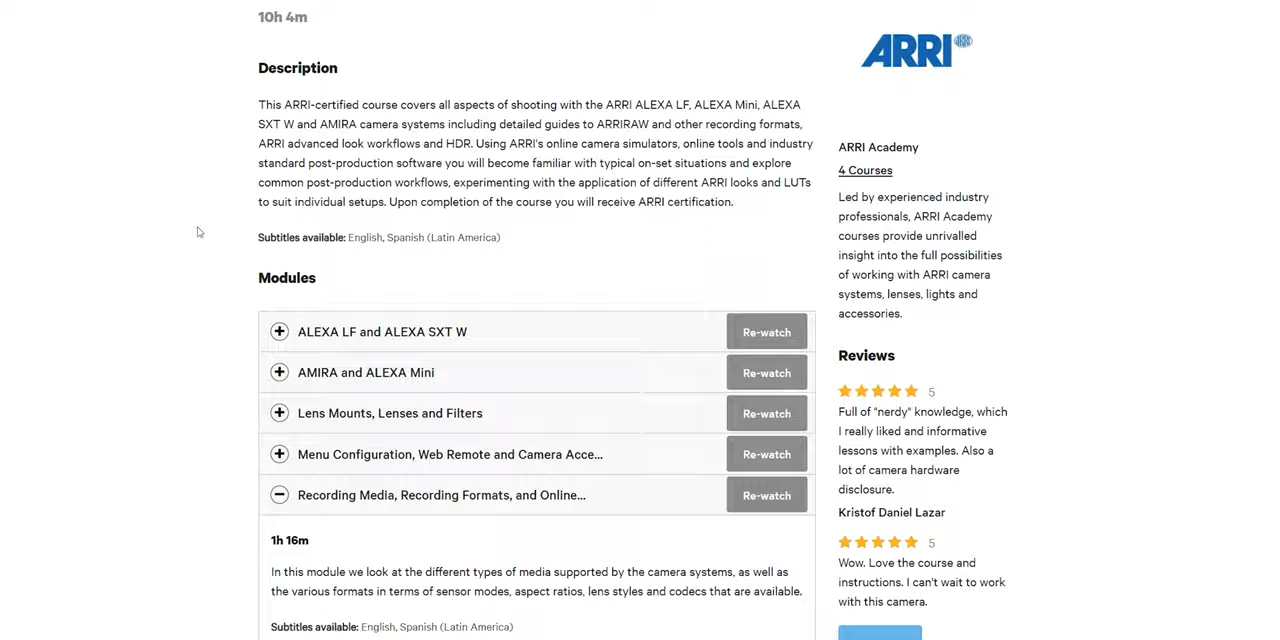 10h 4m
Description
This ARRI-certified course covers all aspects of shooting with the ARRI ALEXA LF, ALEXA Mini, ALEXA
SXT W and AMIRA camera systems including detailed guides to ARRIRAW and other recording formats,
ARRI advanced look workflows and HDR. Using ARRI's online camera simulators, online tools and industry
standard post-production software you will become familiar with typical on-set situations and explore
common post-production workflows, experimenting with the application of different ARRI looks and LUTs
to suit individual setups. Upon completion of the course you will receive ARRI certification.
Subtitles available: English, Spanish (Latin America)
Modules
ALEXA LF and ALEXA SXT W
Re-watch
AMIRA and ALEXA Mini
Re-watch
Lens Mounts, Lenses and Filters
Re-watch
Menu Configuration, Web Remote and Camera Acce...
Re-watch
Recording Media, Recording Formats, and Online...
Re-watch
1h 16m
In this module we look at the different types of media supported by the camera systems, as well as
the various formats in terms of sensor modes, aspect ratios, lens styles and codecs that are available.
Subtitles available: English, Spanish (Latin America)
ARRI
ARRI Academy
4 Courses
Led by experienced industry
professionals, ARRI Academy
courses provide unrivalled
insight into the full possibilities
of working with ARRI camera
systems, lenses, lights and
accessories.
Reviews
5
Full of "nerdy" knowledge, which
I really liked and informative
lessons with examples. Also a
lot of camera hardware
disclosure.
Kristof Daniel Lazar
5
Wow. Love the course and
instructions. I can't wait to work
with this camera.